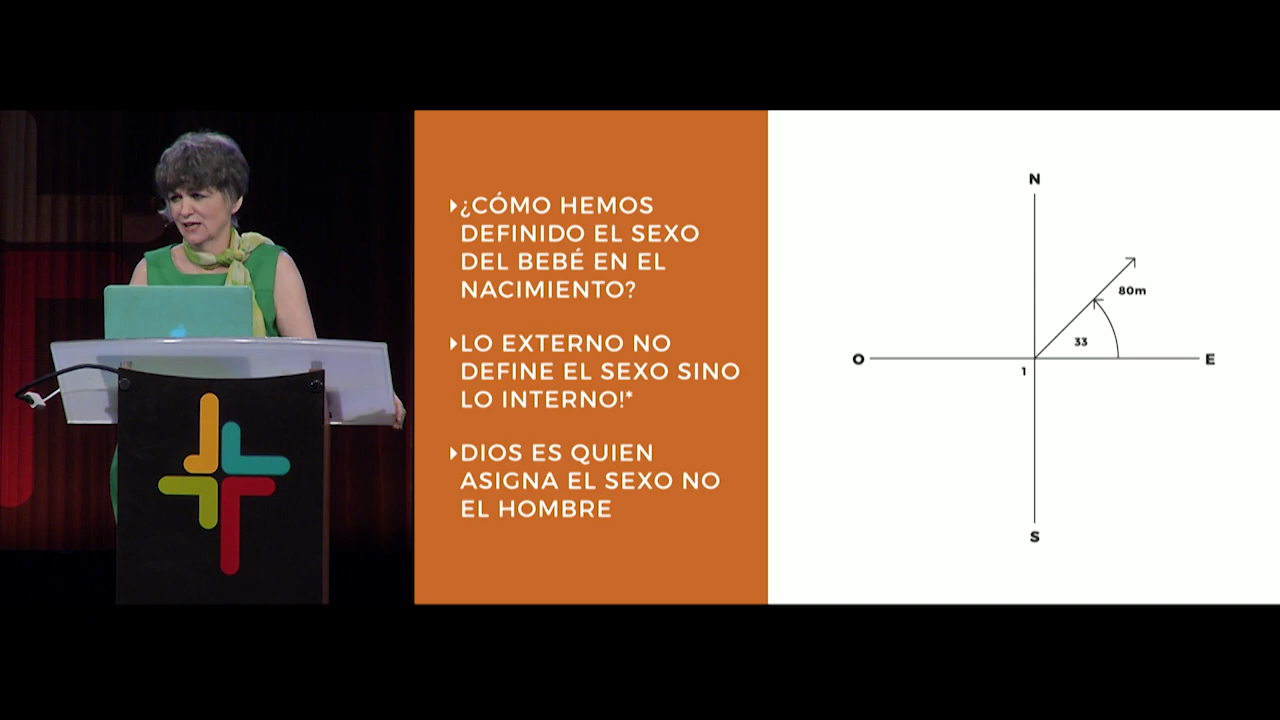 ¿CÓMO HEMOS
DEFINIDO EL SEXO
DEL BEBÉ EN EL
NACIMIENTO?
LO EXTERNO NO
DEFINE EL SEXO SINO
LO INTERNO!*
DIOS ES QUIEN
ASIGNA EL SEXO NO
EL HOMBRE
N
80m
33
O
E
1
S